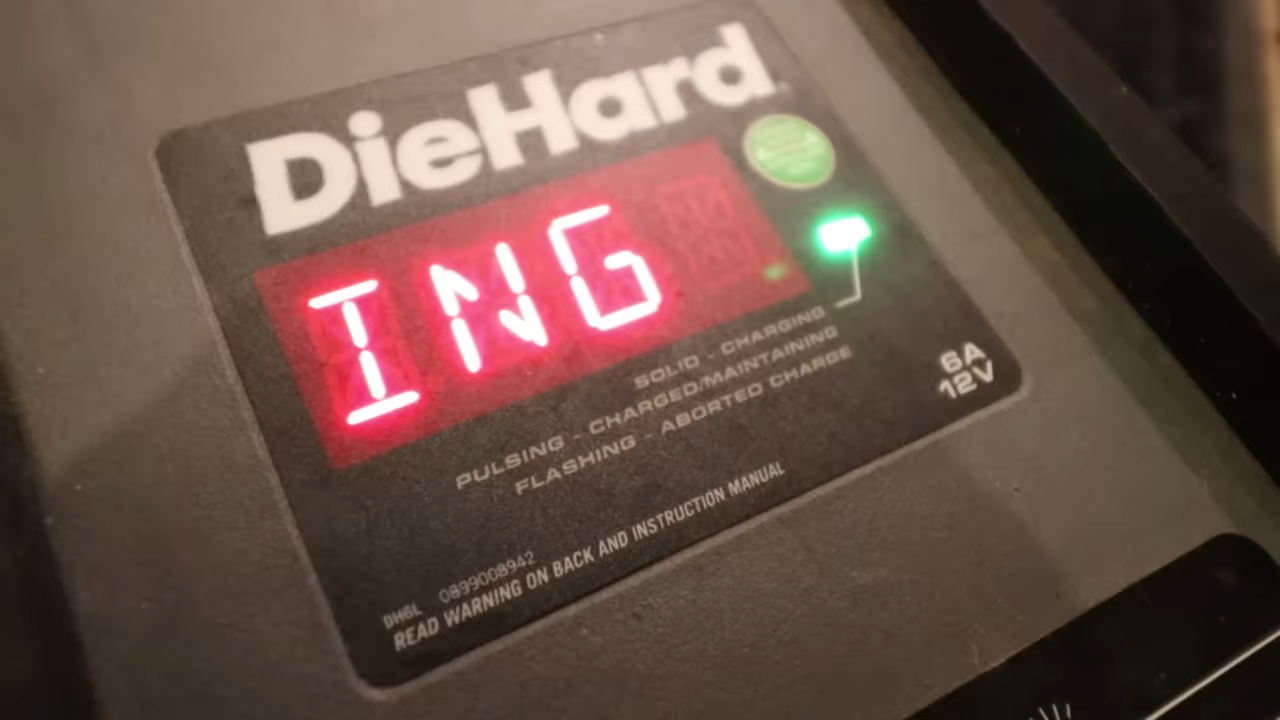 DieHard
ING
SOLID - CHARGING
PULSING - CHARGED/MAINTAINING
FLASHING - ABORTED CHARGE
6A
12V
DH6L 0899008942
READ WARNING ON BACK AND INSTRUCTION MANUAL